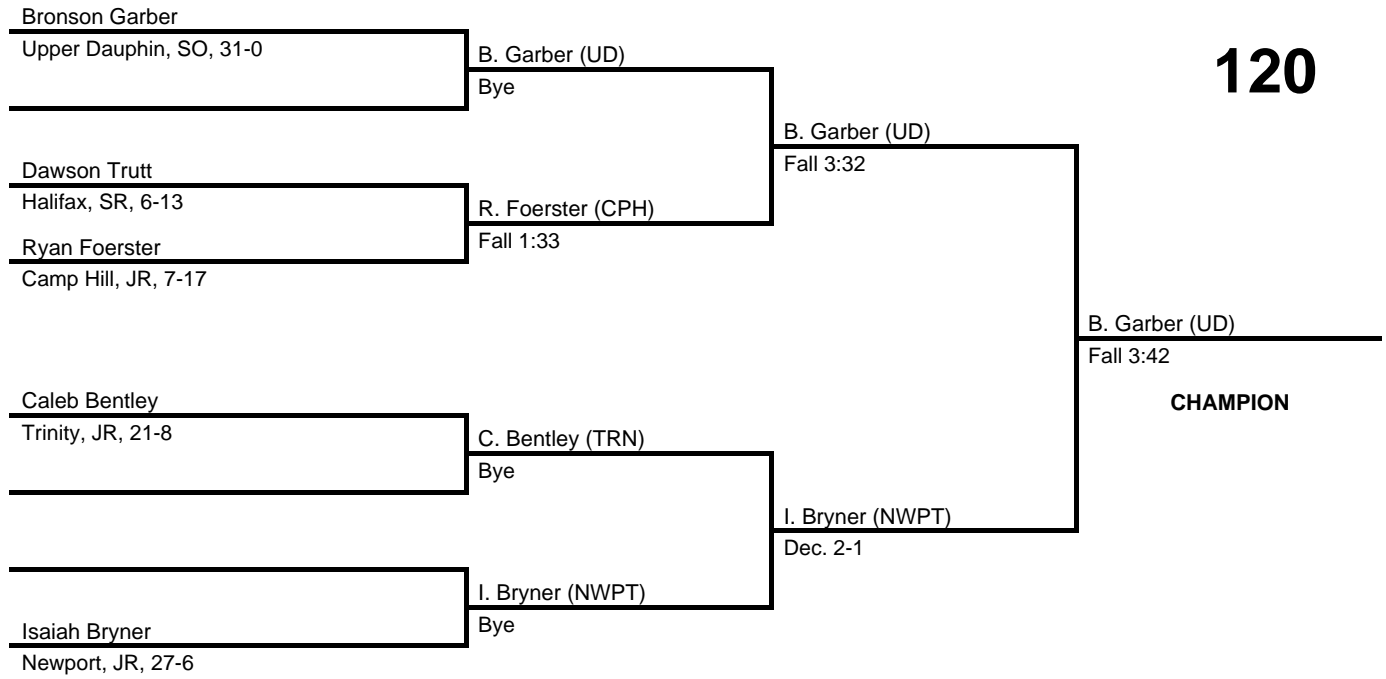 Bronson Garber
Upper Dauphin, SO, 31-0
B. Garber (UD)
Bye
120
B. Garber (UD)
Fall 3:32
Dawson Trutt
Halifax, SR, 6-13
R. Foerster (CPH)
Fall 1:33
Ryan Foerster
Camp Hill, JR, 7-17
B. Garber (UD)
Fall 3:42
CHAMPION
Caleb Bentley
Trinity, JR, 21-8
C. Bentley (TRN)
Bye
I. Bryner (NWPT)
Dec. 2-1
I. Bryner (NWPT)
Bye
Isaiah Bryner
Newport, JR, 27-6